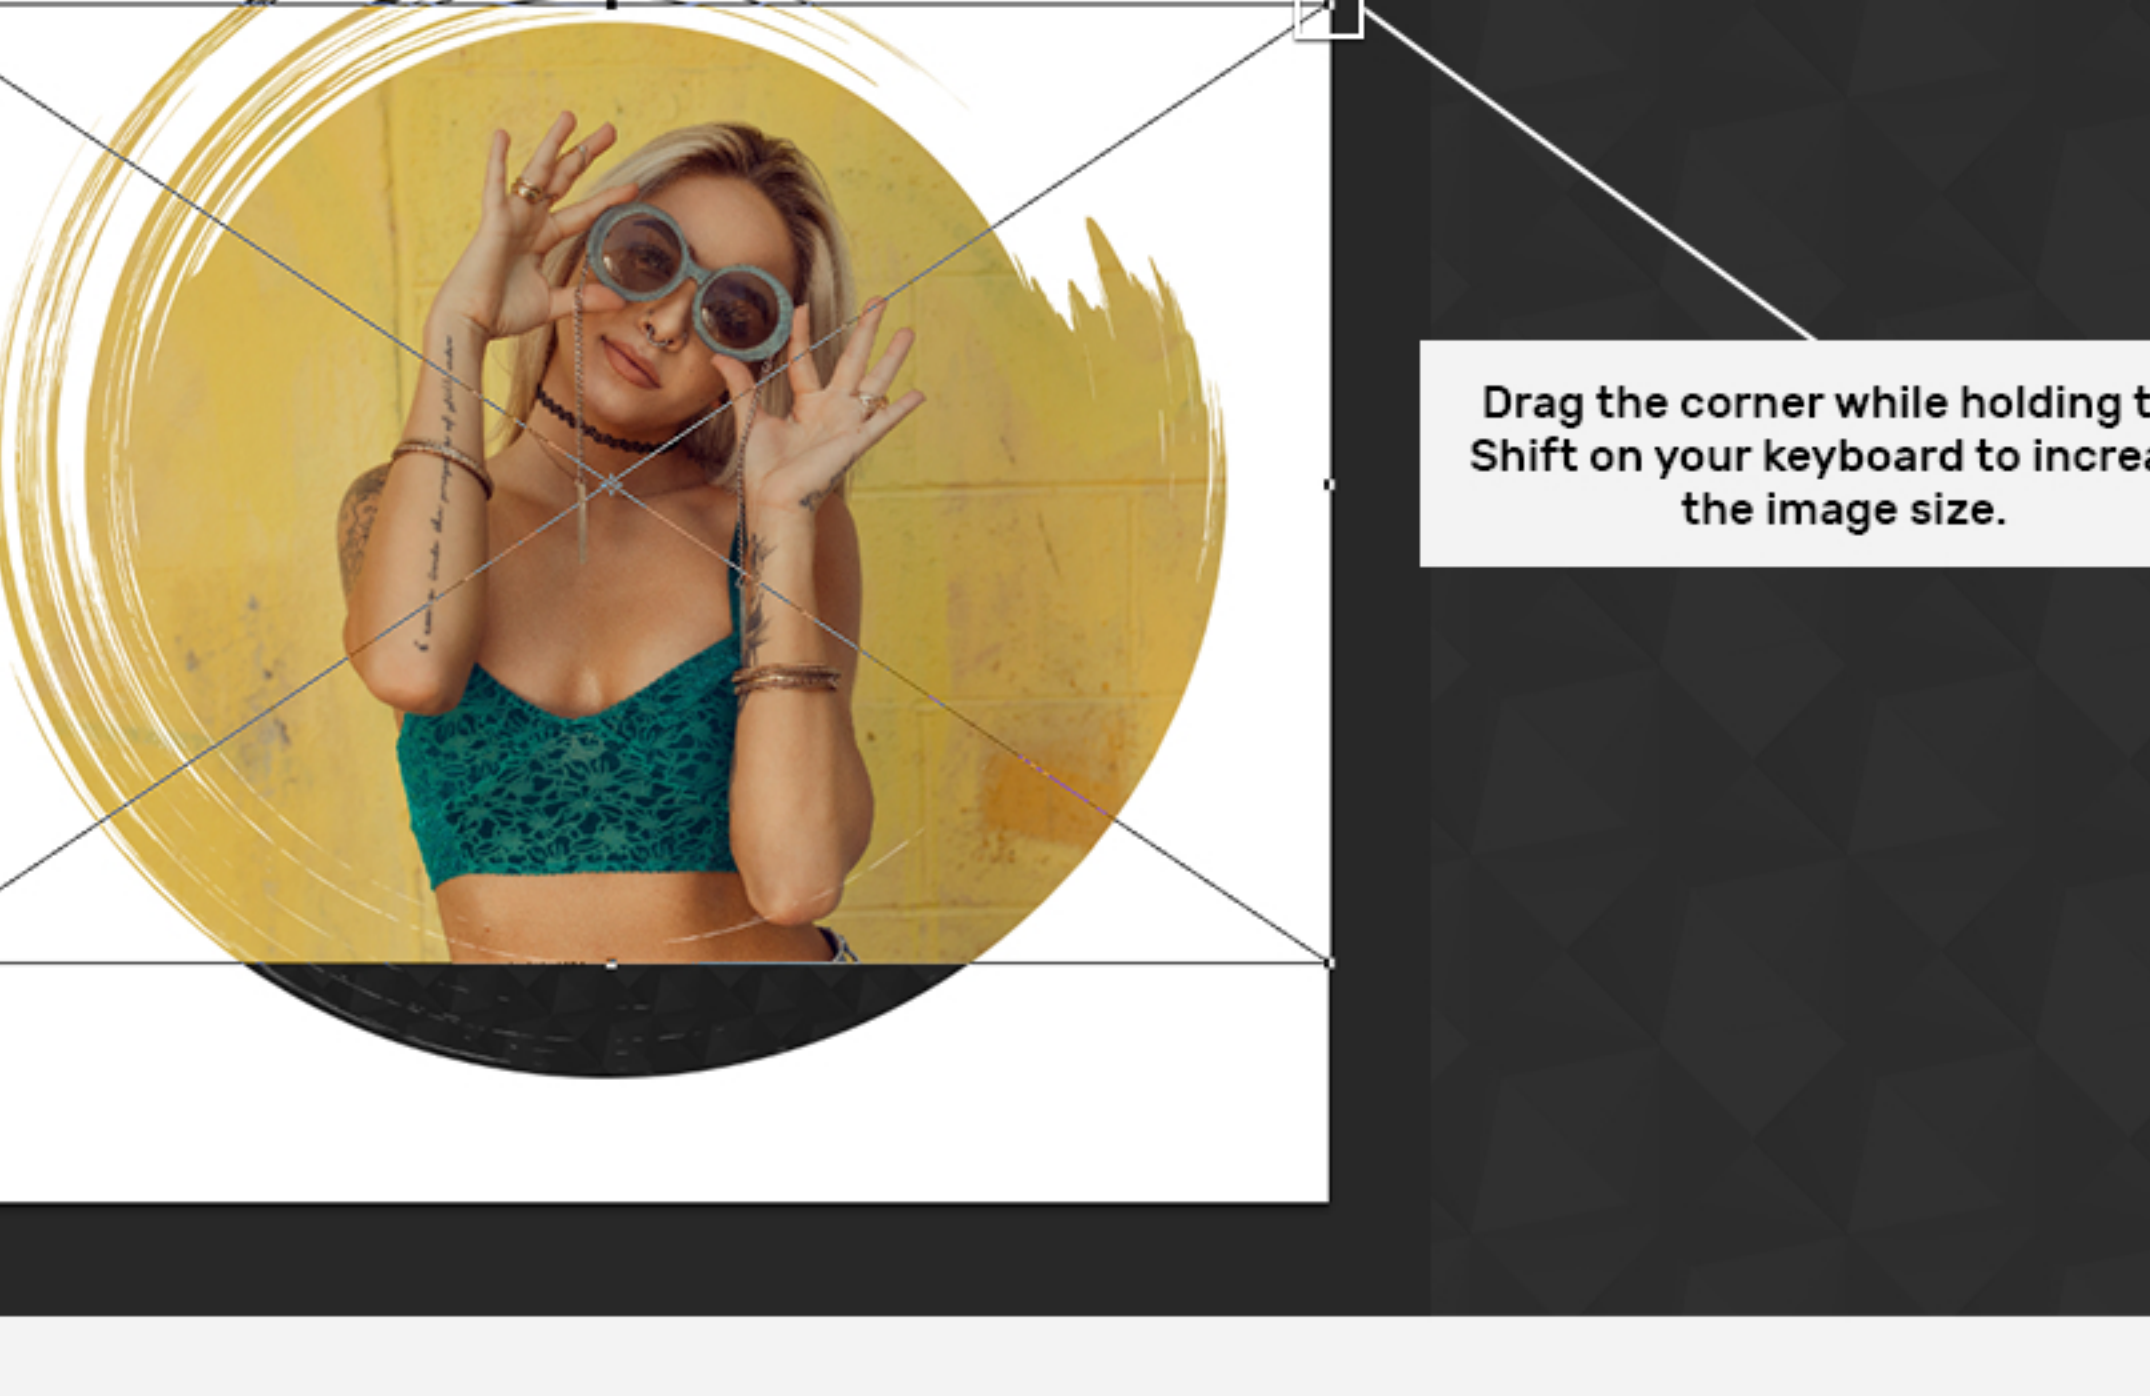 Drag the corner while holding
Shift on your keyboard to
the image size.